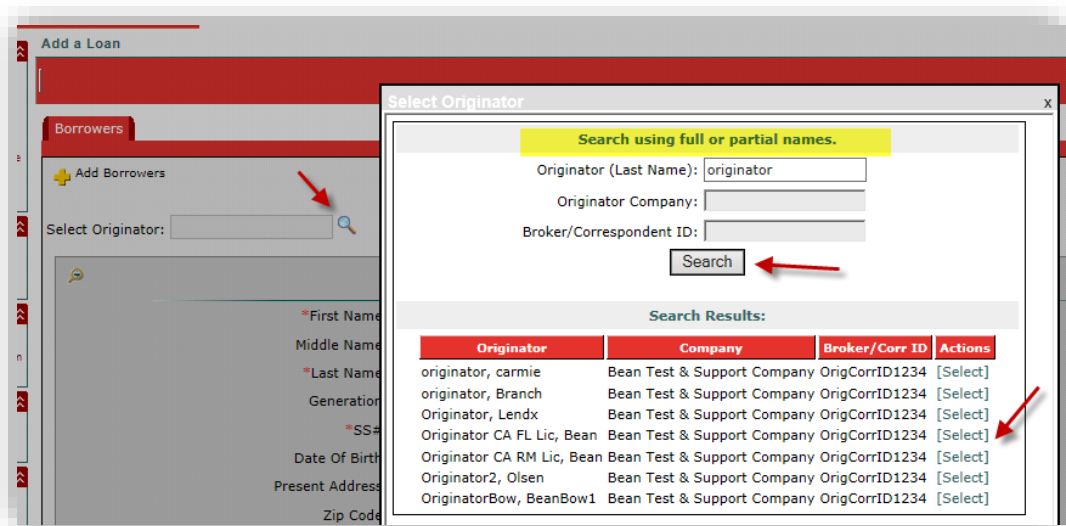 Add a Loan
Borrowers
Add Borrowers
Select Originator:
*First Name
Middle Name
*Last Name
Generation
*SS#
Date Of Birth
Present Address
Zip Code
Select Originator x
Search using full or partial names.
Originator (Last Name): originator
Originator Company:
Broker/Correspondent ID:
Search
Search Results:
Originator Company Broker/Corr ID Actions
originator, carmie Bean Test & Support Company OrigCorrID1234 [Select]
originator, Branch Bean Test & Support Company OrigCorrID1234 [Select]
Originator, Lendx Bean Test & Support Company OrigCorrID1234 [Select]
Originator CA FL Lic, Bean Bean Test & Support Company OrigCorrID1234 [Select]
Originator CA RM Lic, Bean Bean Test & Support Company OrigCorrID1234 [Select]
Originator2, Olsen Bean Test & Support Company OrigCorrID1234 [Select]
OriginatorBow, BeanBow1 Bean Test & Support Company OrigCorrID1234 [Select]